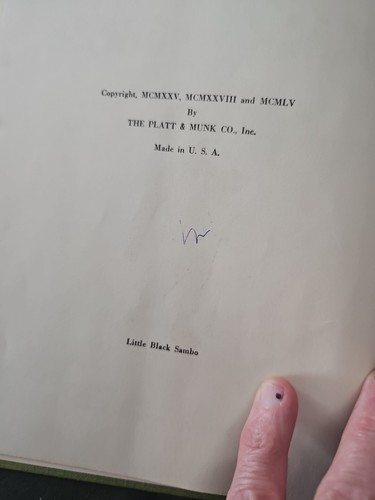 Copyright, MCMXXV, MCMXXVIII and MCMLV
By
THE PLATT & MUNK CO., Inc.
Made in U. S. A.
Little Black Sambo